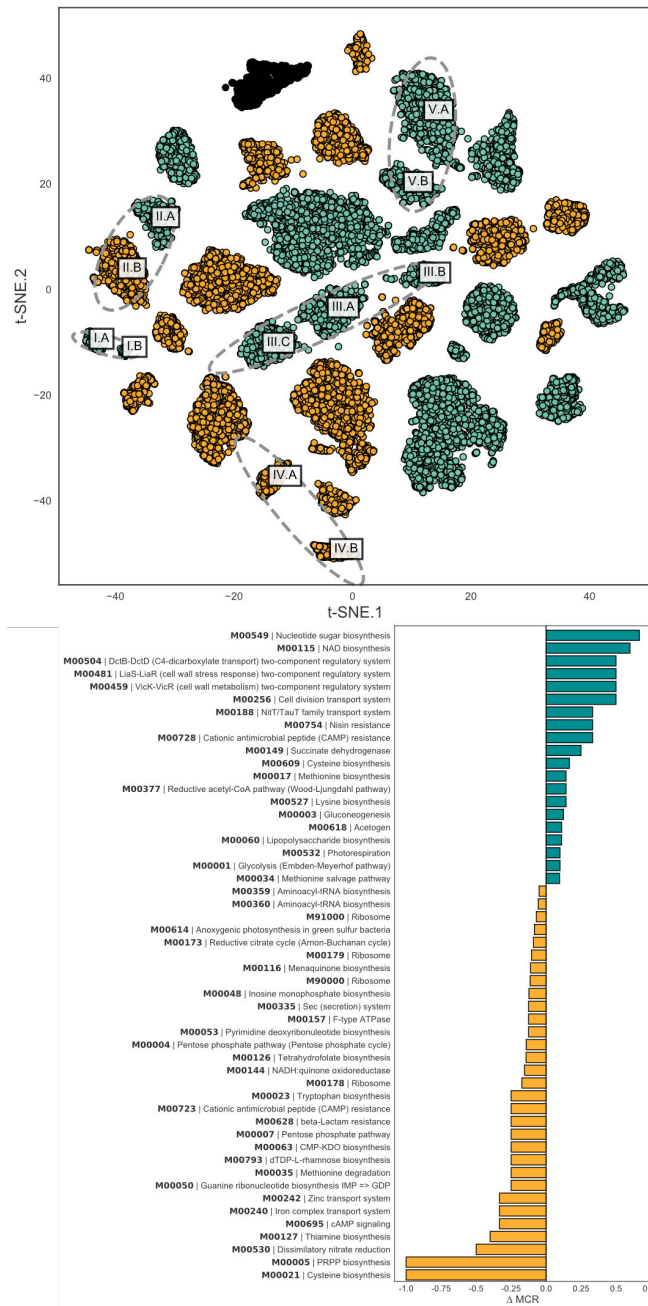 40
20
0
−20
−40
t-SNE.2
V.A
V.B
II.A
II.B
III.B
III.A
I.A
I.B
III.C
IV.A
IV.B
−40
−20
0
20
40
t-SNE.1
M00549 | Nucleotide sugar biosynthesis
M00115 | NAD biosynthesis
M00504 | DctB-DctD (C4-dicarboxylate transport) two-component regulatory system
M00481 | LiaS-LiaR (cell wall stress response) two-component regulatory system
M00459 | VicK-VicR (cell wall metabolism) two-component regulatory system
M00256 | Cell division transport system
M00188 | NitT/TauT family transport system
M00754 | Nisin resistance
M00728 | Cationic antimicrobial peptide (CAMP) resistance
M00149 | Succinate dehydrogenase
M00609 | Cysteine biosynthesis
M00017 | Methionine biosynthesis
M00377 | Reductive acetyl-CoA pathway (Wood-Ljungdahl pathway)
M00527 | Lysine biosynthesis
M00003 | Gluconeogenesis
M00618 | Acetogen
M00060 | Lipopolysaccharide biosynthesis
M00532 | Photorespiration
M00001 | Glycolysis (Embden-Meyerhof pathway)
M00034 | Methionine salvage pathway
M00359 | Aminoacyl-tRNA biosynthesis
M00360 | Aminoacyl-tRNA biosynthesis
M91000 | Ribosome
M00614 | Anoxygenic photosynthesis in green sulfur bacteria
M00173 | Reductive citrate cycle (Arnon-Buchanan cycle)
M00179 | Ribosome
M00116 | Menaquinone biosynthesis
M90000 | Ribosome
M00048 | Inosine monophosphate biosynthesis
M00335 | Sec (secretion) system
M00157 | F-type ATPase
M00053 | Pyrimidine deoxyribonuleotide biosynthesis
M00004 | Pentose phosphate pathway (Pentose phosphate cycle)
M00126 | Tetrahydrofolate biosynthesis
M00144 | NADH:quinone oxidoreductase
M00178 | Ribosome
M00023 | Tryptophan biosynthesis
M00723 | Cationic antimicrobial peptide (CAMP) resistance
M00628 | beta-Lactam resistance
M00007 | Pentose phosphate pathway
M00063 | CMP-KDO biosynthesis
M00793 | dTDP-L-rhamnose biosynthesis
M00035 | Methionine degradation
M00050 | Guanine ribonucleotide biosynthesis IMP => GDP
M00242 | Zinc transport system
M00240 | Iron complex transport system
M00695 | cAMP signaling
M00127 | Thiamine biosynthesis
M00530 | Dissimilatory nitrate reduction
M00005 | PRPP biosynthesis
M00021 | Cysteine biosynthesis
-1.0
-0.75
-0.50
-0.25
0.0
0.25
0.50
Δ MCR